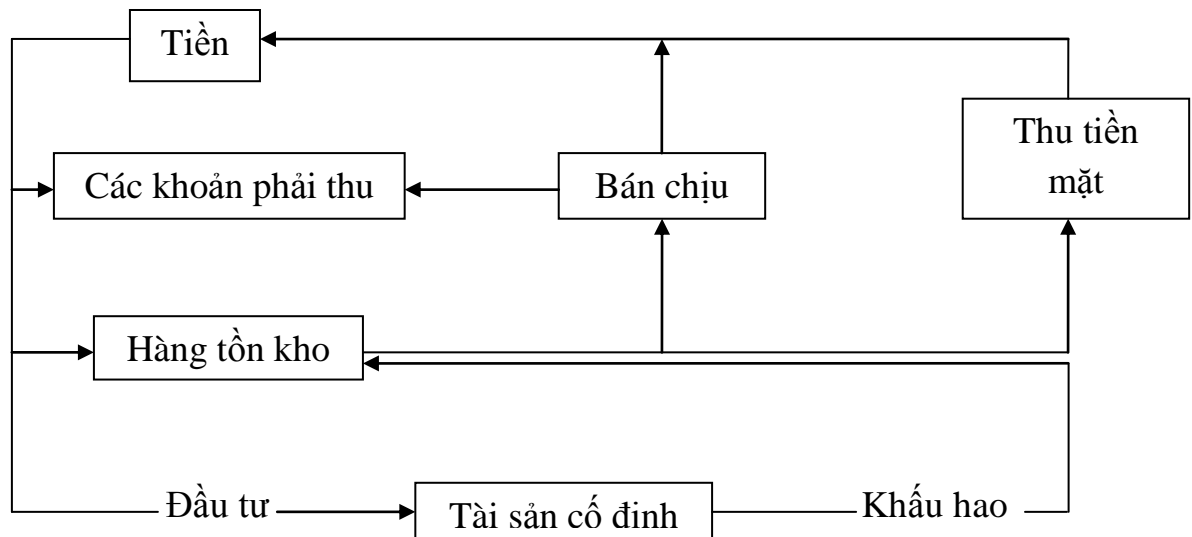 Tiền
Thu tiền
mặt
Các khoản phải thu
Bán chịu
Hàng tồn kho
Đầu tư
Tài sản cố đinh
Khấu hao